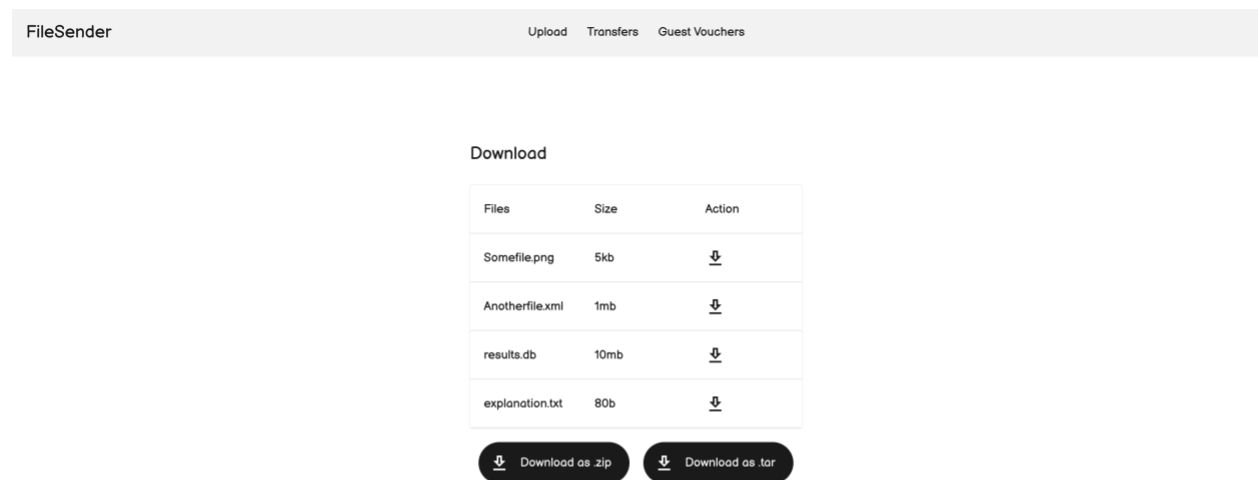 FileSender Upload Transfers Guest Vouchers
Download
Files Size Action
Somefile.png 5kb
Anotherfile.xml 1mb
results.db 10mb
explanation.txt 80b
Download as .zip Download as .tar